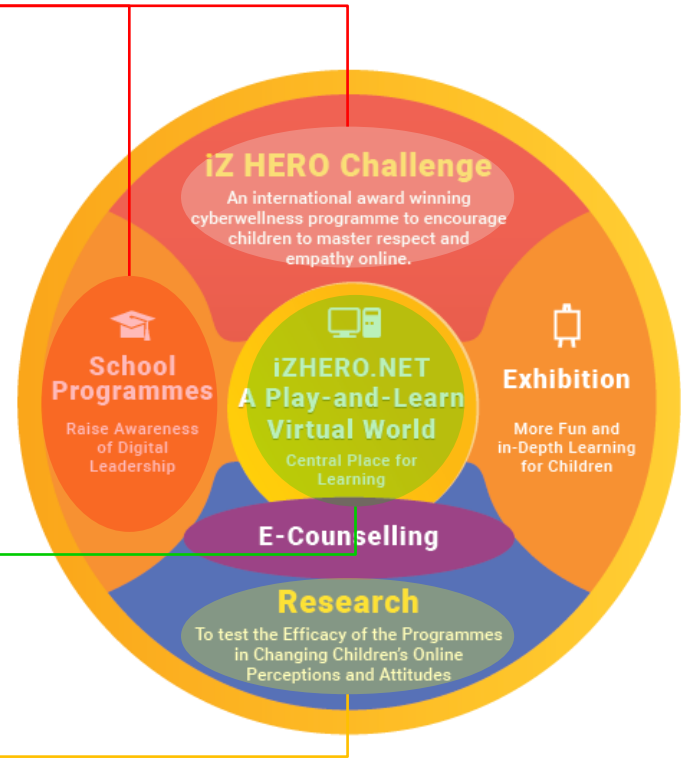 iZ HERO Challenge
An international award winning
cyberwellness programme to encourage
children to master respect and
empathy online.
School
Programmes
Raise Awareness
of Digital
Leadership
iZHERO.NET
A Play-and-Learn
Virtual World
Central Place for
Learning
Exhibition
More Fun and
in-Depth Learning
for Children
E-Counselling
Research
To test the Efficacy of the Programmes
in Changing Children's Online
Perceptions and Attitudes